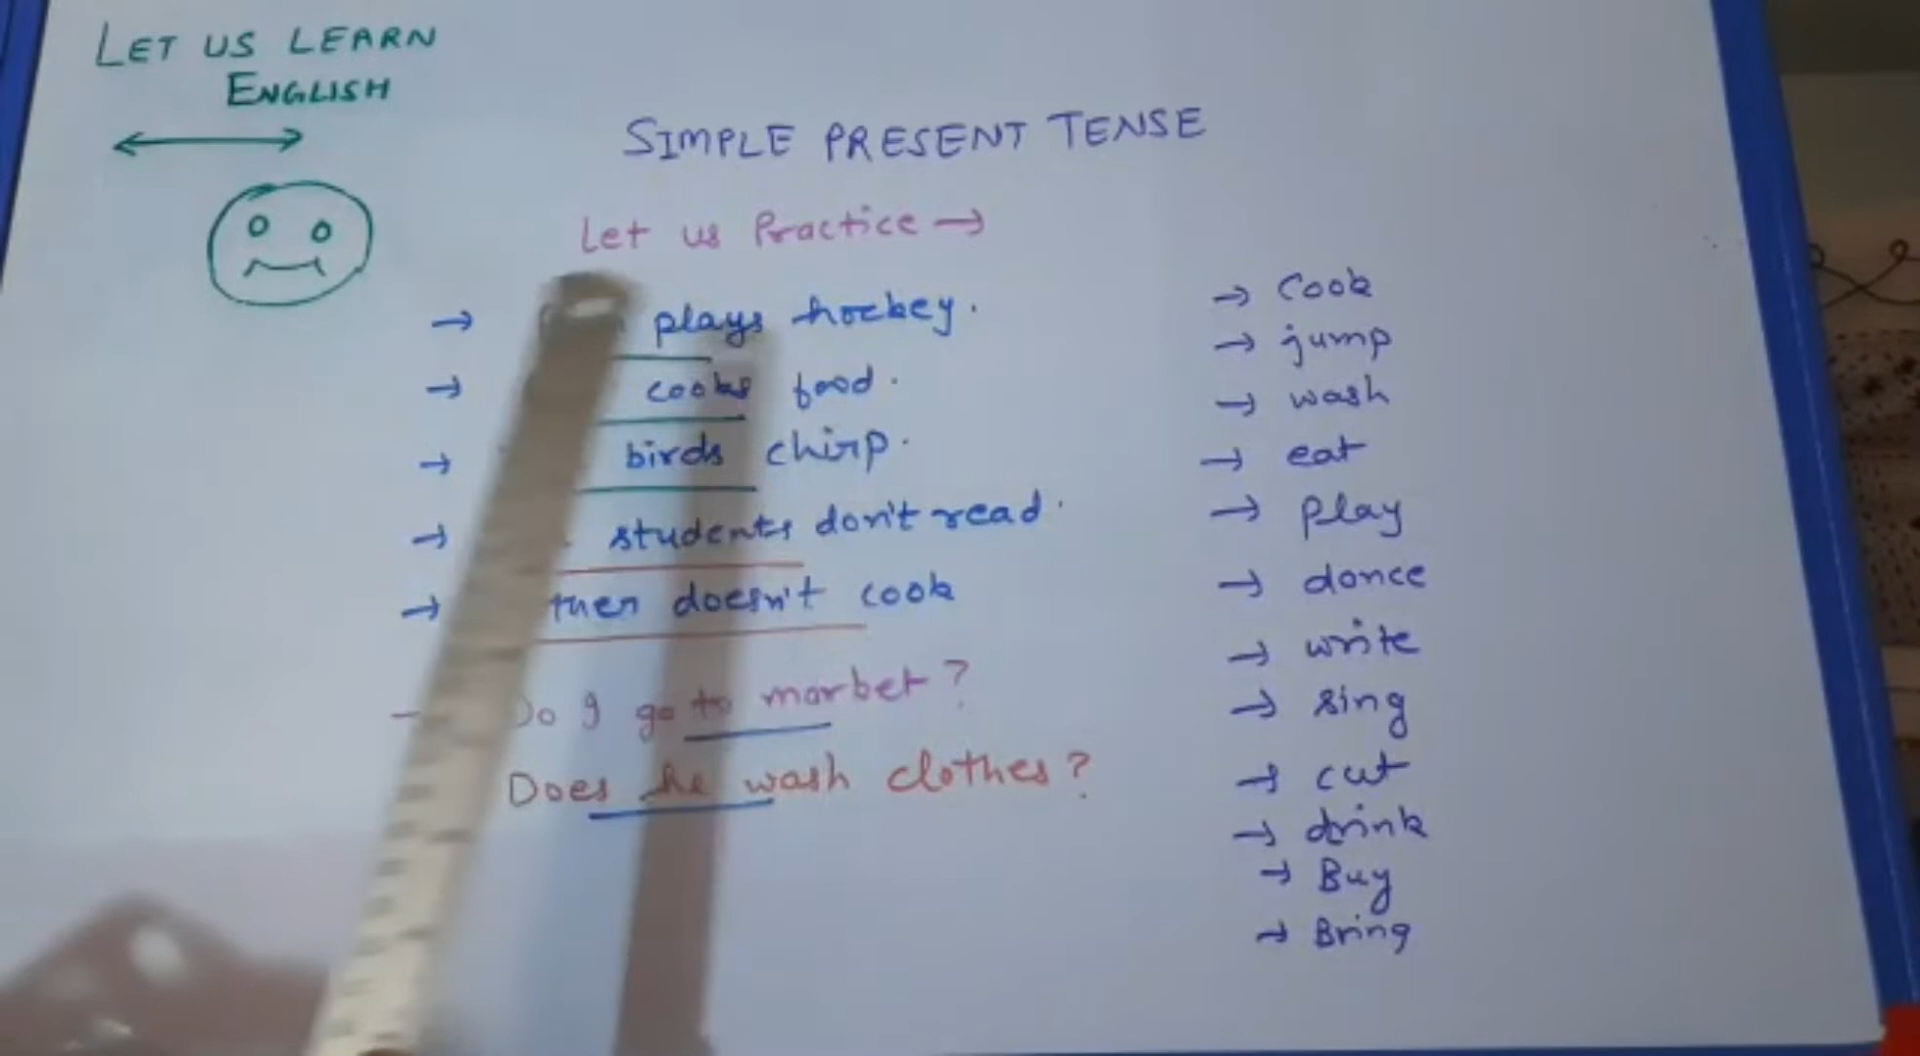 LET US LEARN
ENGLISH
SIMPLE PRESENT TENSE
Let us Practice →
→ plays hockey.
→ cooks food.
→ birds chirp.
→ students don't read.
→ doesn't cook
Do I go to market?
Does he wash clothes?
→ Cook
→ jump
→ wash
→ eat
→ Play
→ donce
→ write
→ sing
→ cut
→ drink
→ Buy
→ Bring